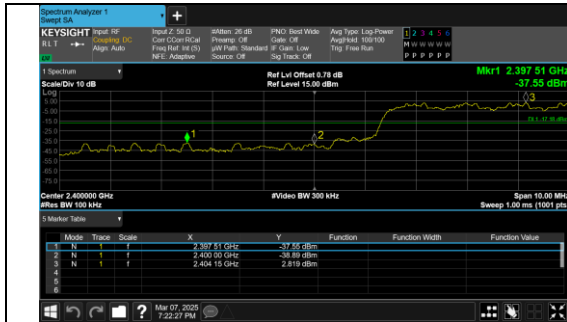 Spectrum Analyzer 1
Swept SA
+
KEYSIGHT Input: RF Input Z: 50 Ω #Atten: 26 dB PNO: Best Wide Avg Type: Log-Power 1 2 3 4 5 6
RLT Coupling: DC Corr CCorr RCal Preamp: Off Gate: Off Avg|Hold: 100/100 M W W W W W
Align: Auto Freq Ref: Int (S) µW Path: Standard IF Gain: Low Trig: Free Run
NFE: Adaptive Source: Off Sig Track: Off P P P P P P
1 Spectrum Ref Lvl Offset 0.78 dB Mkr1 2.397 51 GHz
Scale/Div 10 dB Ref Level 15.00 dBm -37.55 dBm
Log
5.00
-5.00
-15.0
-25.0
-35.0
-45.0
-55.0
-65.0
-75.0
1
2
3
Center 2.400000 GHz #Video BW 300 kHz Span 10.00 MHz
#Res BW 100 kHz Sweep 1.00 ms (1001 pts)
5 Marker Table
Mode Trace Scale X Y Function Function Width Function Value
1 N 1 f 2.397 51 GHz -37.55 dBm
2 N 1 f 2.400 00 GHz -38.89 dBm
3 N 1 f 2.404 15 GHz 2.819 dBm
4
5
6
? Mar 07, 2025
7:22:27 PM